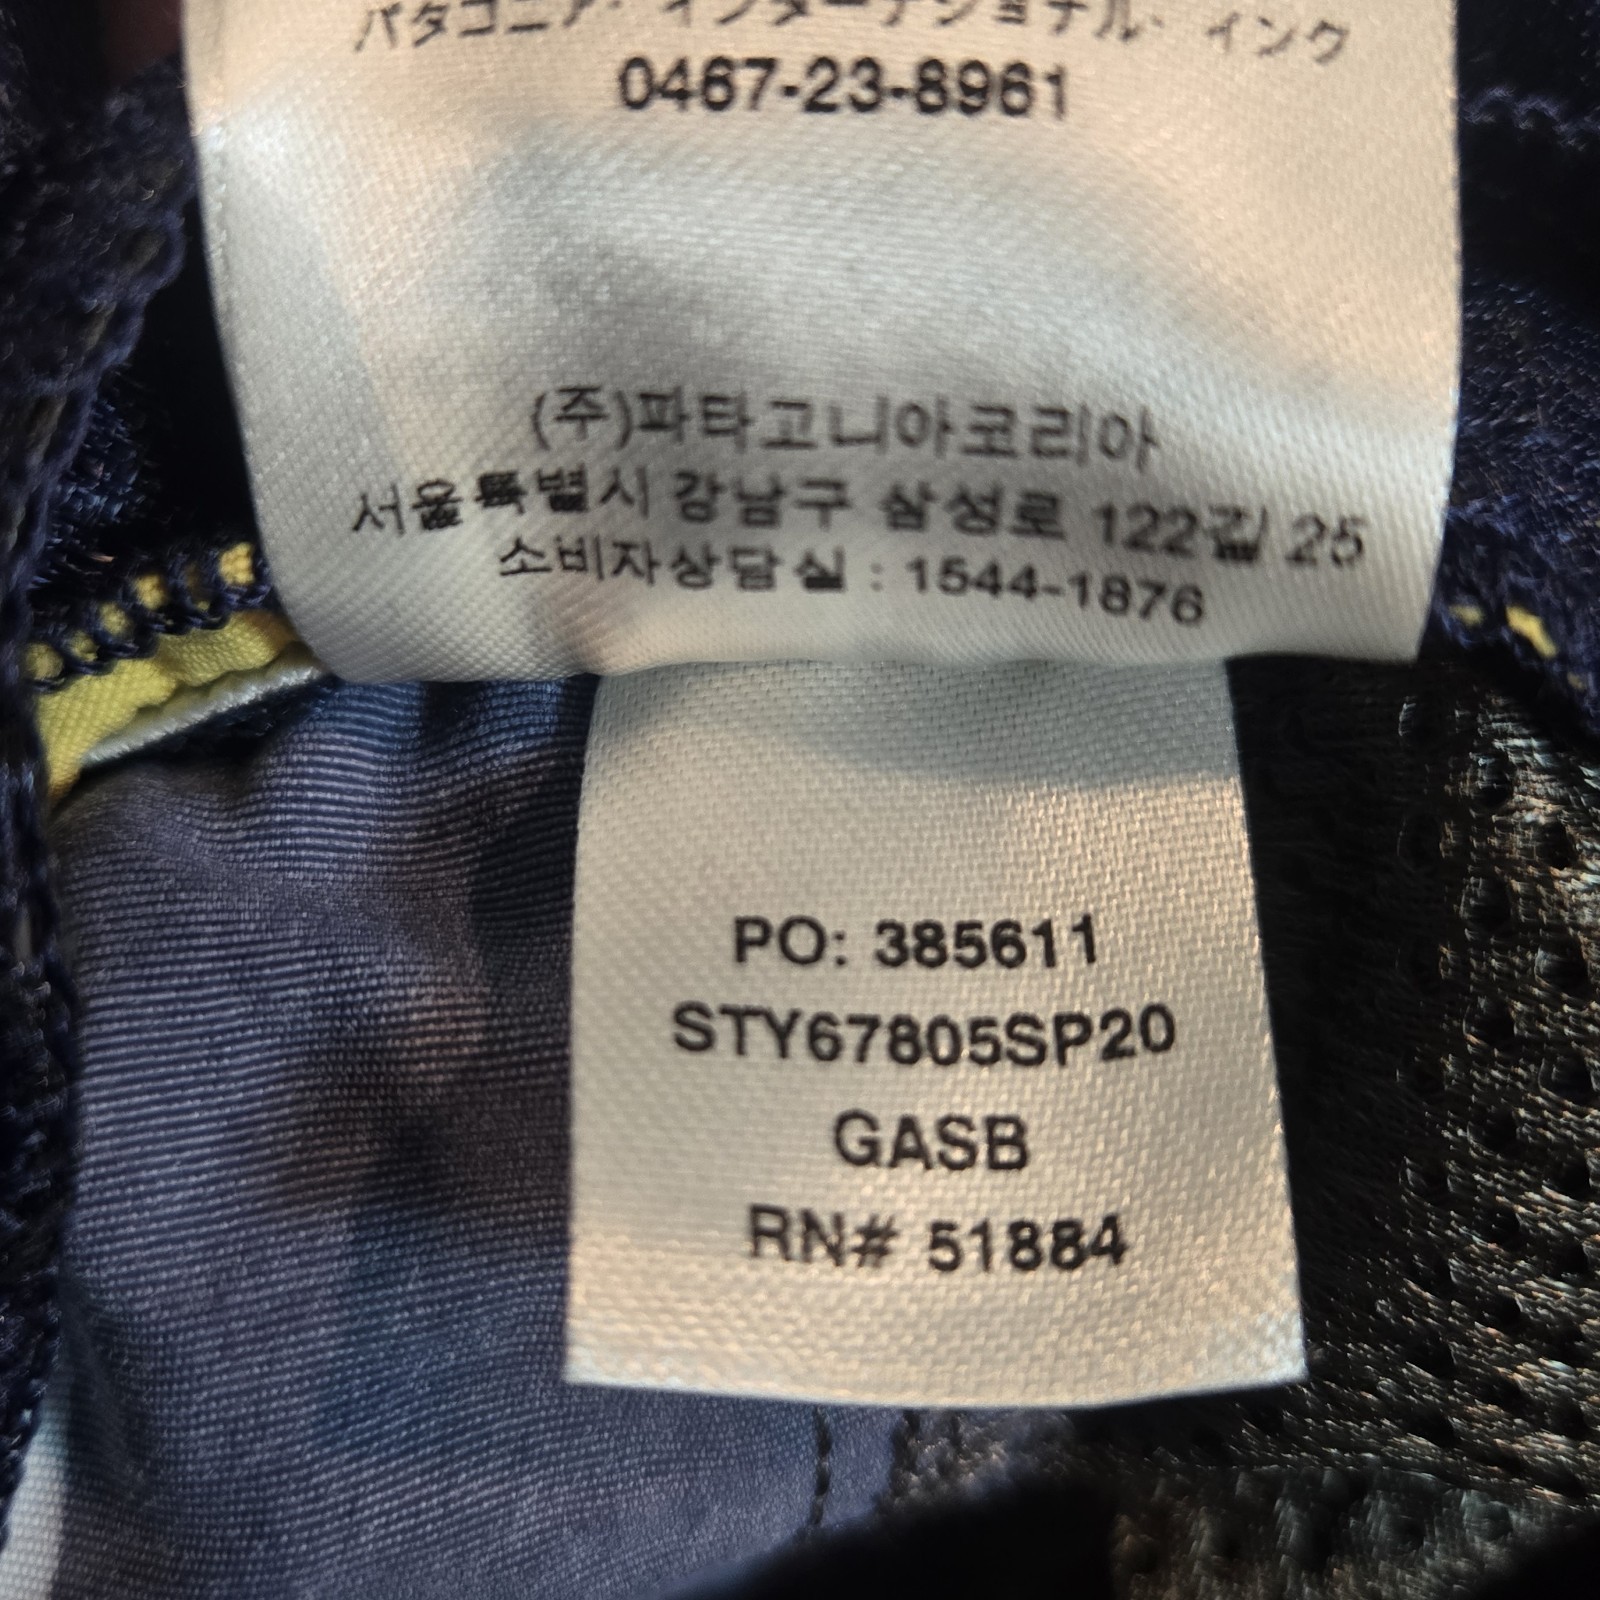 パタゴニア・インターナショナル・インク
0467-23-8961
(주)파타고니아코리아
서울특별시 강남구 삼성로 122길 25
소비자상담실 : 1544-1876
PO: 385611
STY67805SP20
GASB
RN# 51884